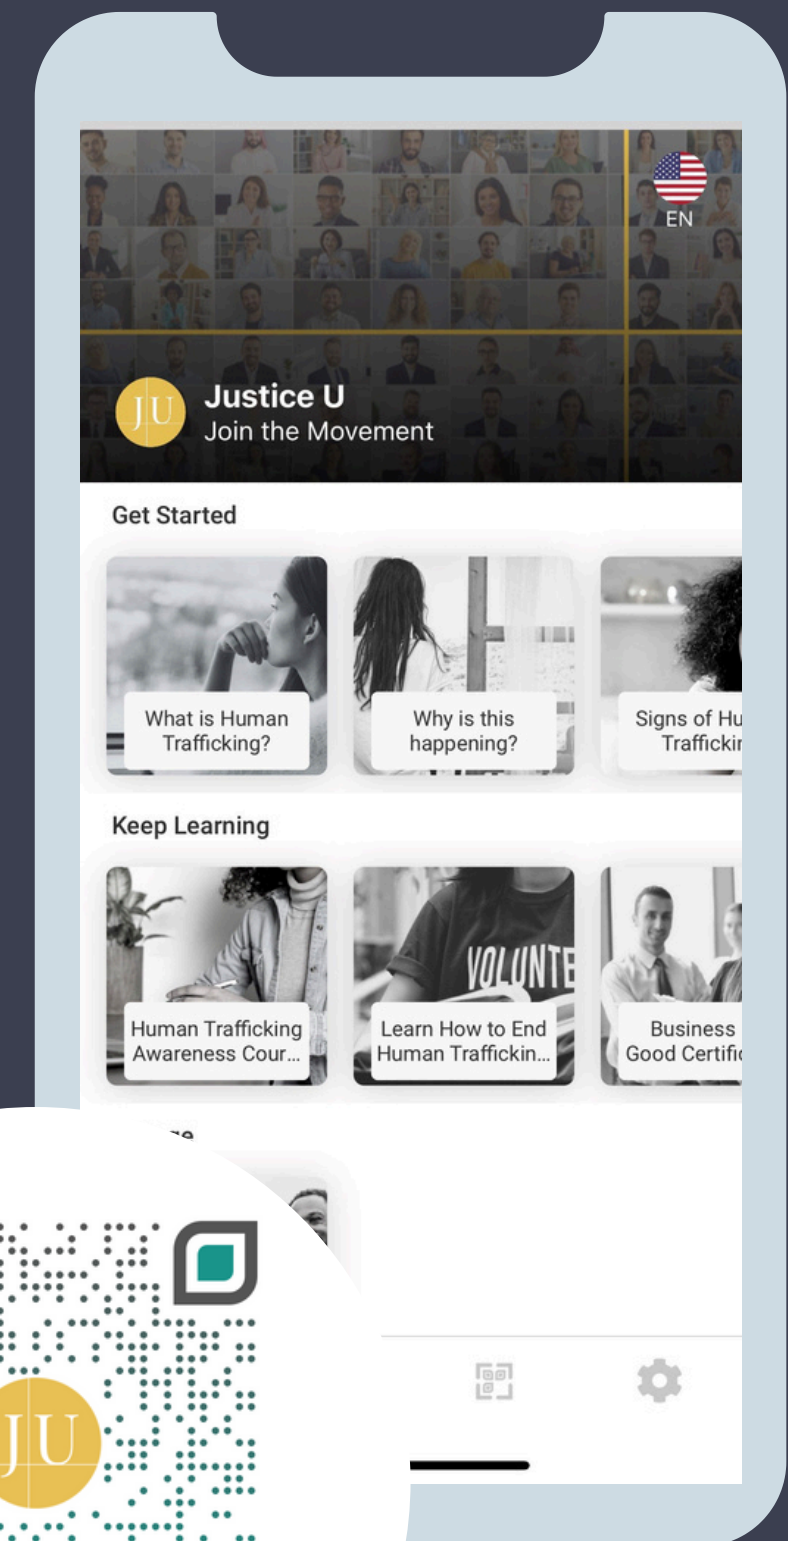 EN
JU
Justice U
Join the Movement
Get Started
What is Human
Trafficking?
Why is this
happening?
Signs of Hu
Traffickin
Keep Learning
Human Trafficking
Awareness Cour...
VOLUNTE
Learn How to End
Human Traffickin...
Business
Good Certific
JU